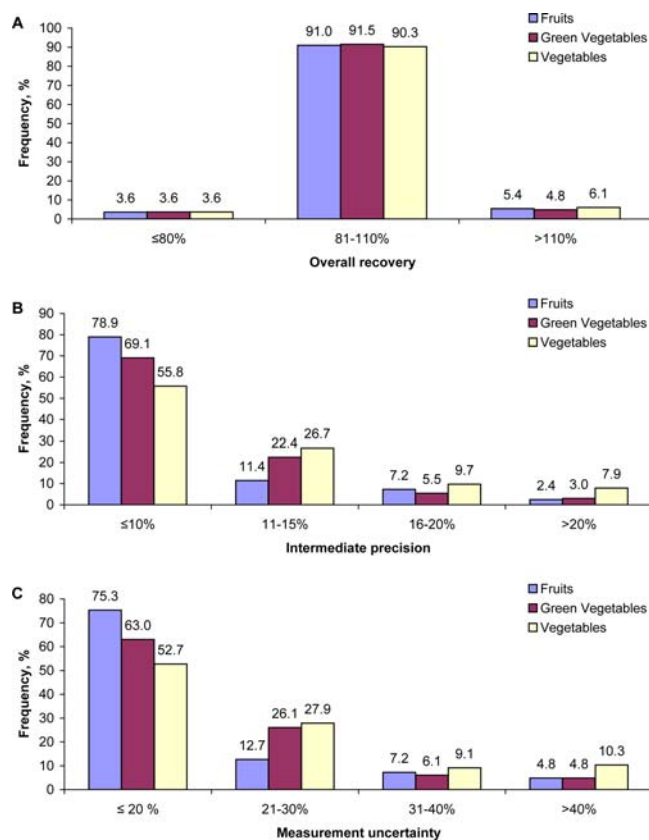 A
Fruits
Green Vegetables
Vegetables
Frequency, %
100
90
80
70
60
50
40
30
20
10
0
3.6 3.6 3.6
91.0 91.5 90.3
5.4 4.8 6.1
≤80% 81-110% >110%
Overall recovery
B
Fruits
Green Vegetables
Vegetables
Frequency, %
90
80
70
60
50
40
30
20
10
0
78.9 69.1 55.8
11.4 22.4 26.7
7.2 5.5 9.7
2.4 3.0 7.9
≤10% 11-15% 16-20% >20%
Intermediate precision
C
Fruits
Green Vegetables
Vegetables
Frequency, %
80
70
60
50
40
30
20
10
0
75.3 63.0 52.7
12.7 26.1 27.9
7.2 6.1 9.1
4.8 4.8 10.3
≤ 20 % 21-30% 31-40% >40%
Measurement uncertainty